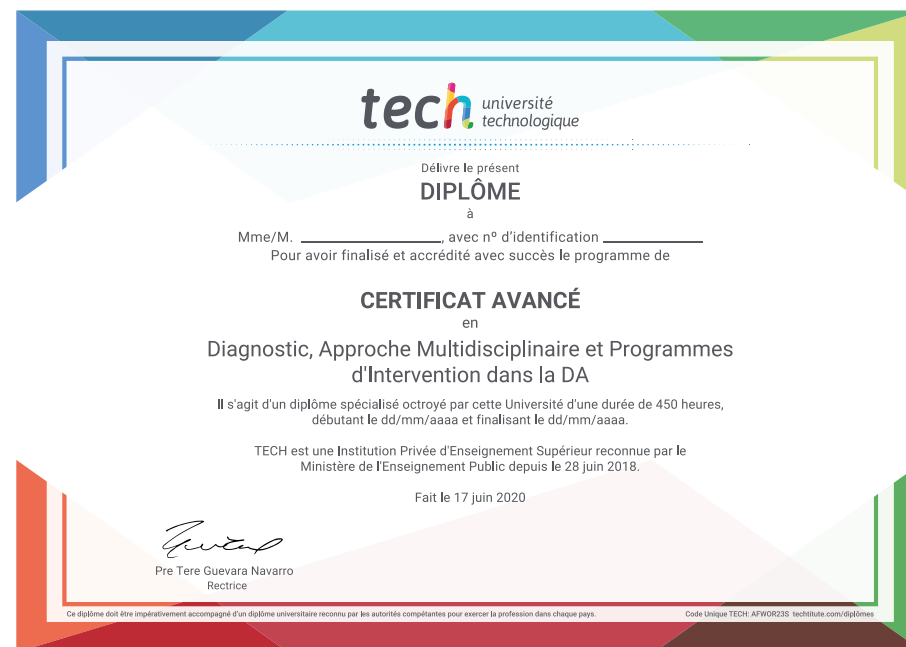 tech université
technologique
Délivre le présent
DIPLÔME
à
Mme/M. ____________________, avec nº d'identification ______________
Pour avoir finalisé et accrédité avec succès le programme de
CERTIFICAT AVANCÉ
en
Diagnostic, Approche Multidisciplinaire et Programmes
d'Intervention dans la DA
Il s'agit d'un diplôme spécialisé octroyé par cette Université d'une durée de 450 heures,
débutant le dd/mm/aaaa et finalisant le dd/mm/aaaa.
TECH est une Institution Privée d'Enseignement Supérieur reconnue par le
Ministère de l'Enseignement Public depuis le 28 juin 2018.
Fait le 17 juin 2020
Pre Tere Guevara Navarro
Rectrice
Ce diplôme doit être impérativement accompagné d'un diplôme universitaire reconnu par les autorités compétantes pour exercer la profession dans chaque pays.
Code Unique TECH: AFWOR23S techtitute.com/diplômes